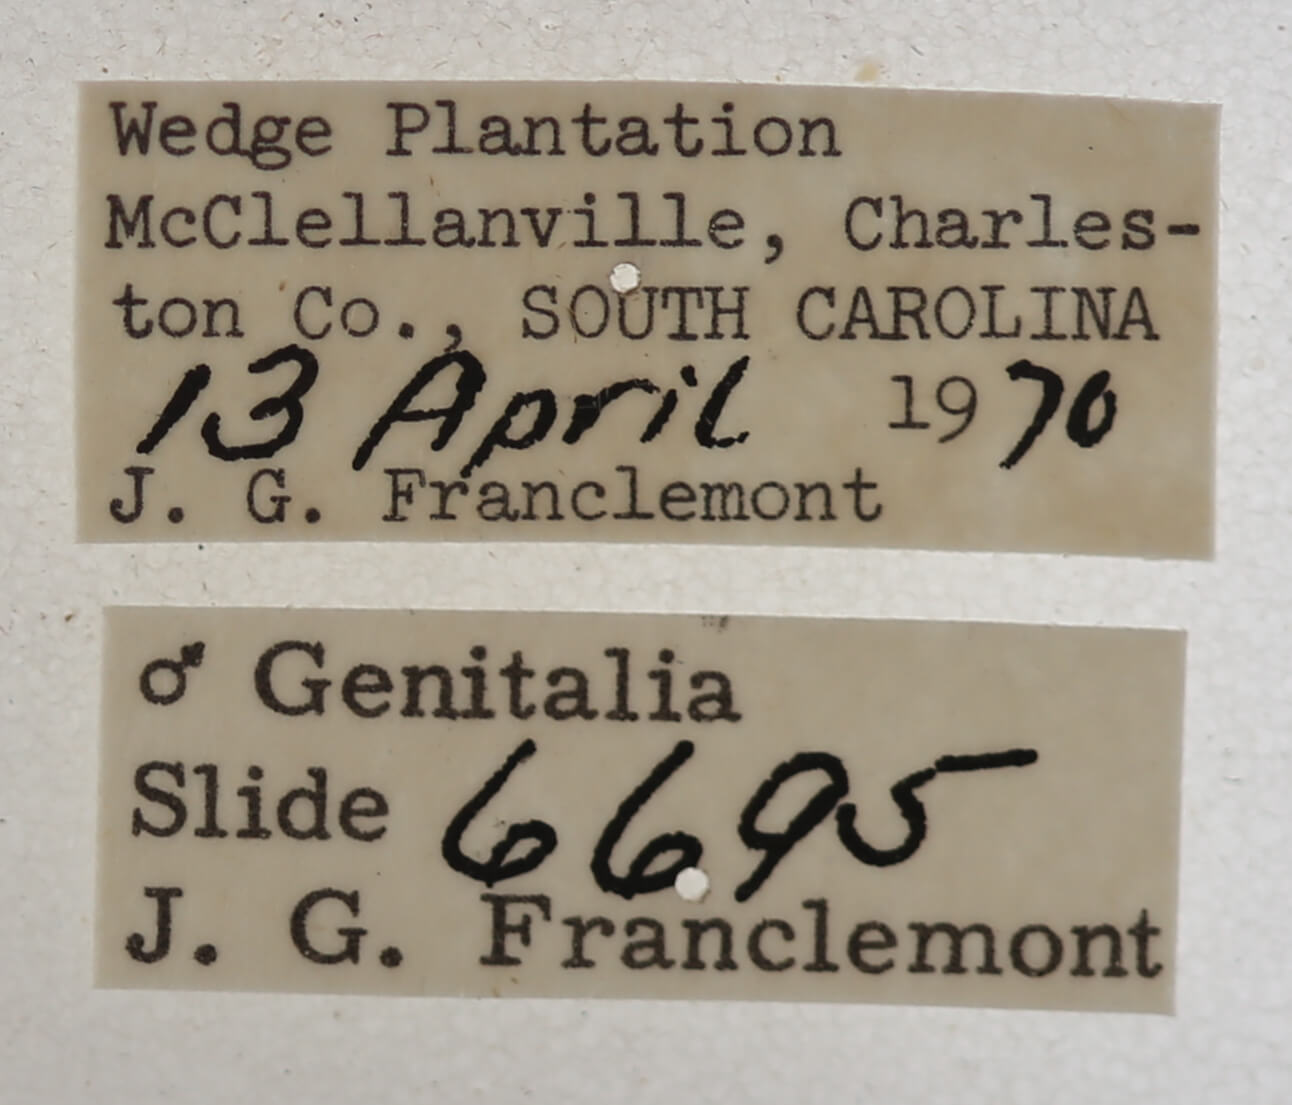 Wedge Plantation
McClellanville, Charles-
ton Co., SOUTH CAROLINA
13 April 1970
J. G. Franclemont
♂ Genitalia
Slide 6695
J. G. Franclemont